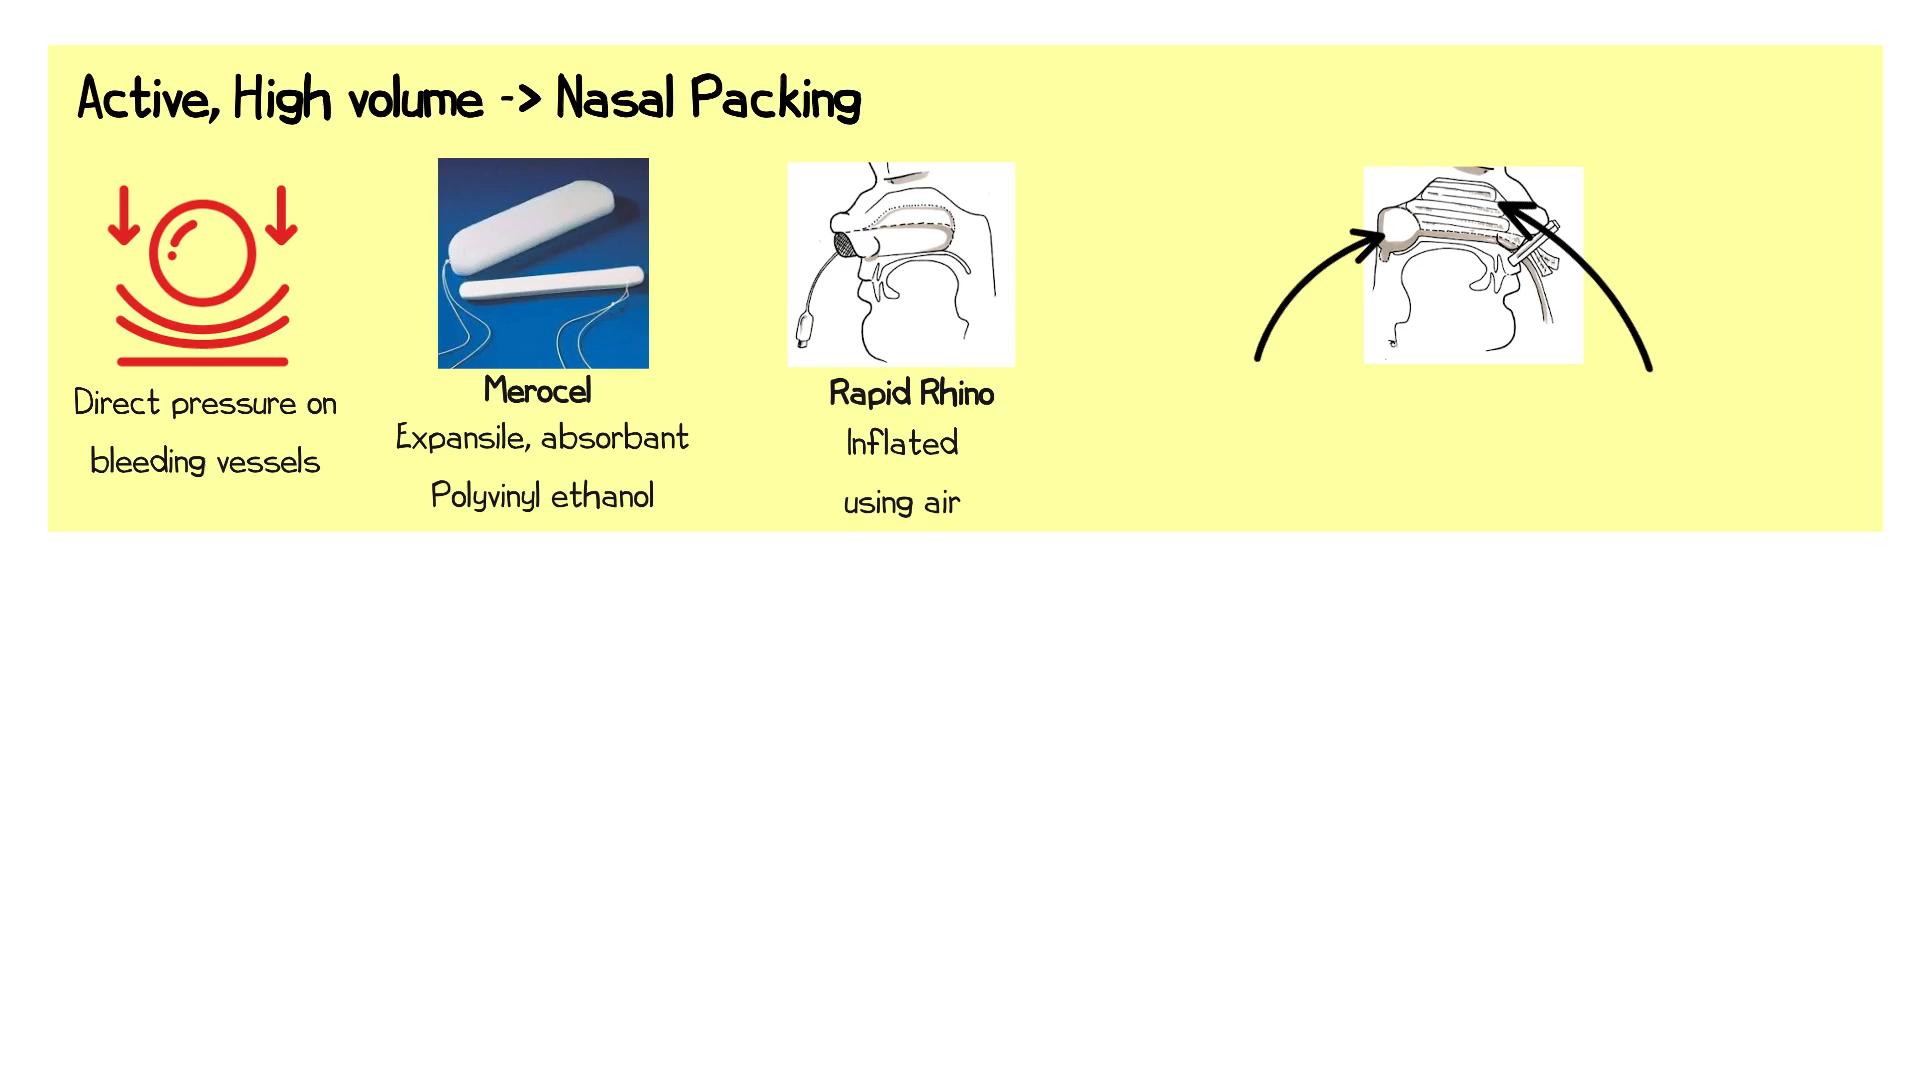 Active, High volume -> Nasal Packing
Direct pressure on
bleeding vessels
Merocel
Expansile, absorbant
Polyvinyl ethanol
Rapid Rhino
Inflated
using air